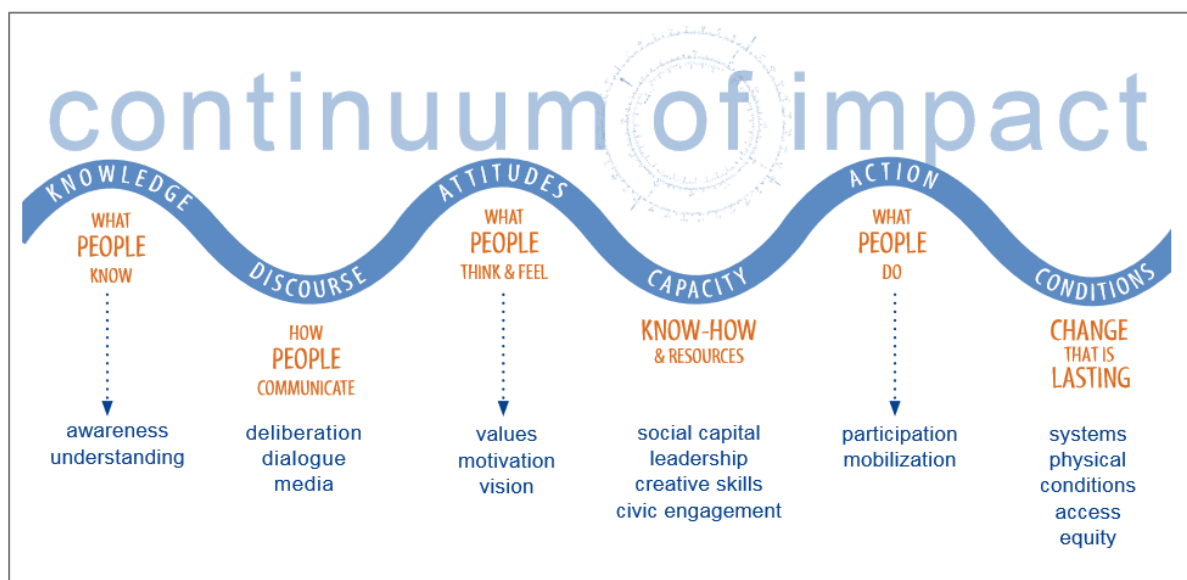 continuum of impact
KNOWLEDGE
WHAT
PEOPLE
KNOW
awareness
understanding
DISCOURSE
HOW
PEOPLE
COMMUNICATE
deliberation
dialogue
media
ATTITUDES
WHAT
PEOPLE
THINK & FEEL
values
motivation
vision
CAPACITY
KNOW-HOW
& RESOURCES
social capital
leadership
creative skills
civic engagement
ACTION
WHAT
PEOPLE
DO
participation
mobilization
CONDITIONS
CHANGE
THAT IS
LASTING
systems
physical
conditions
access
equity